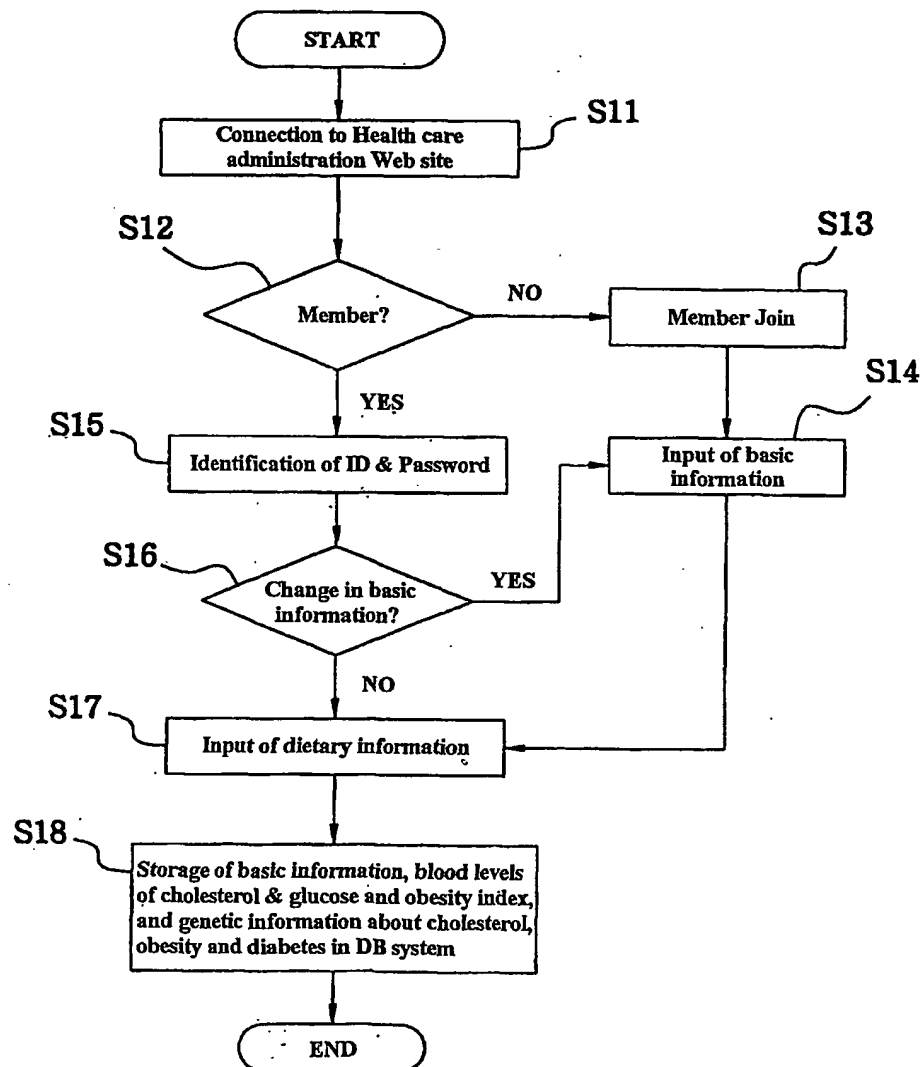 START
S11
Connection to Health care
administration Web site
S12
S13
Member?
NO
Member Join
S14
YES
S15
Identification of ID & Password
Input of basic
information
S16
Change in basic
information?
YES
NO
S17
Input of dietary information
S18
Storage of basic information, blood levels
of cholesterol & glucose and obesity index,
and genetic information about cholesterol,
obesity and diabetes in DB system
END